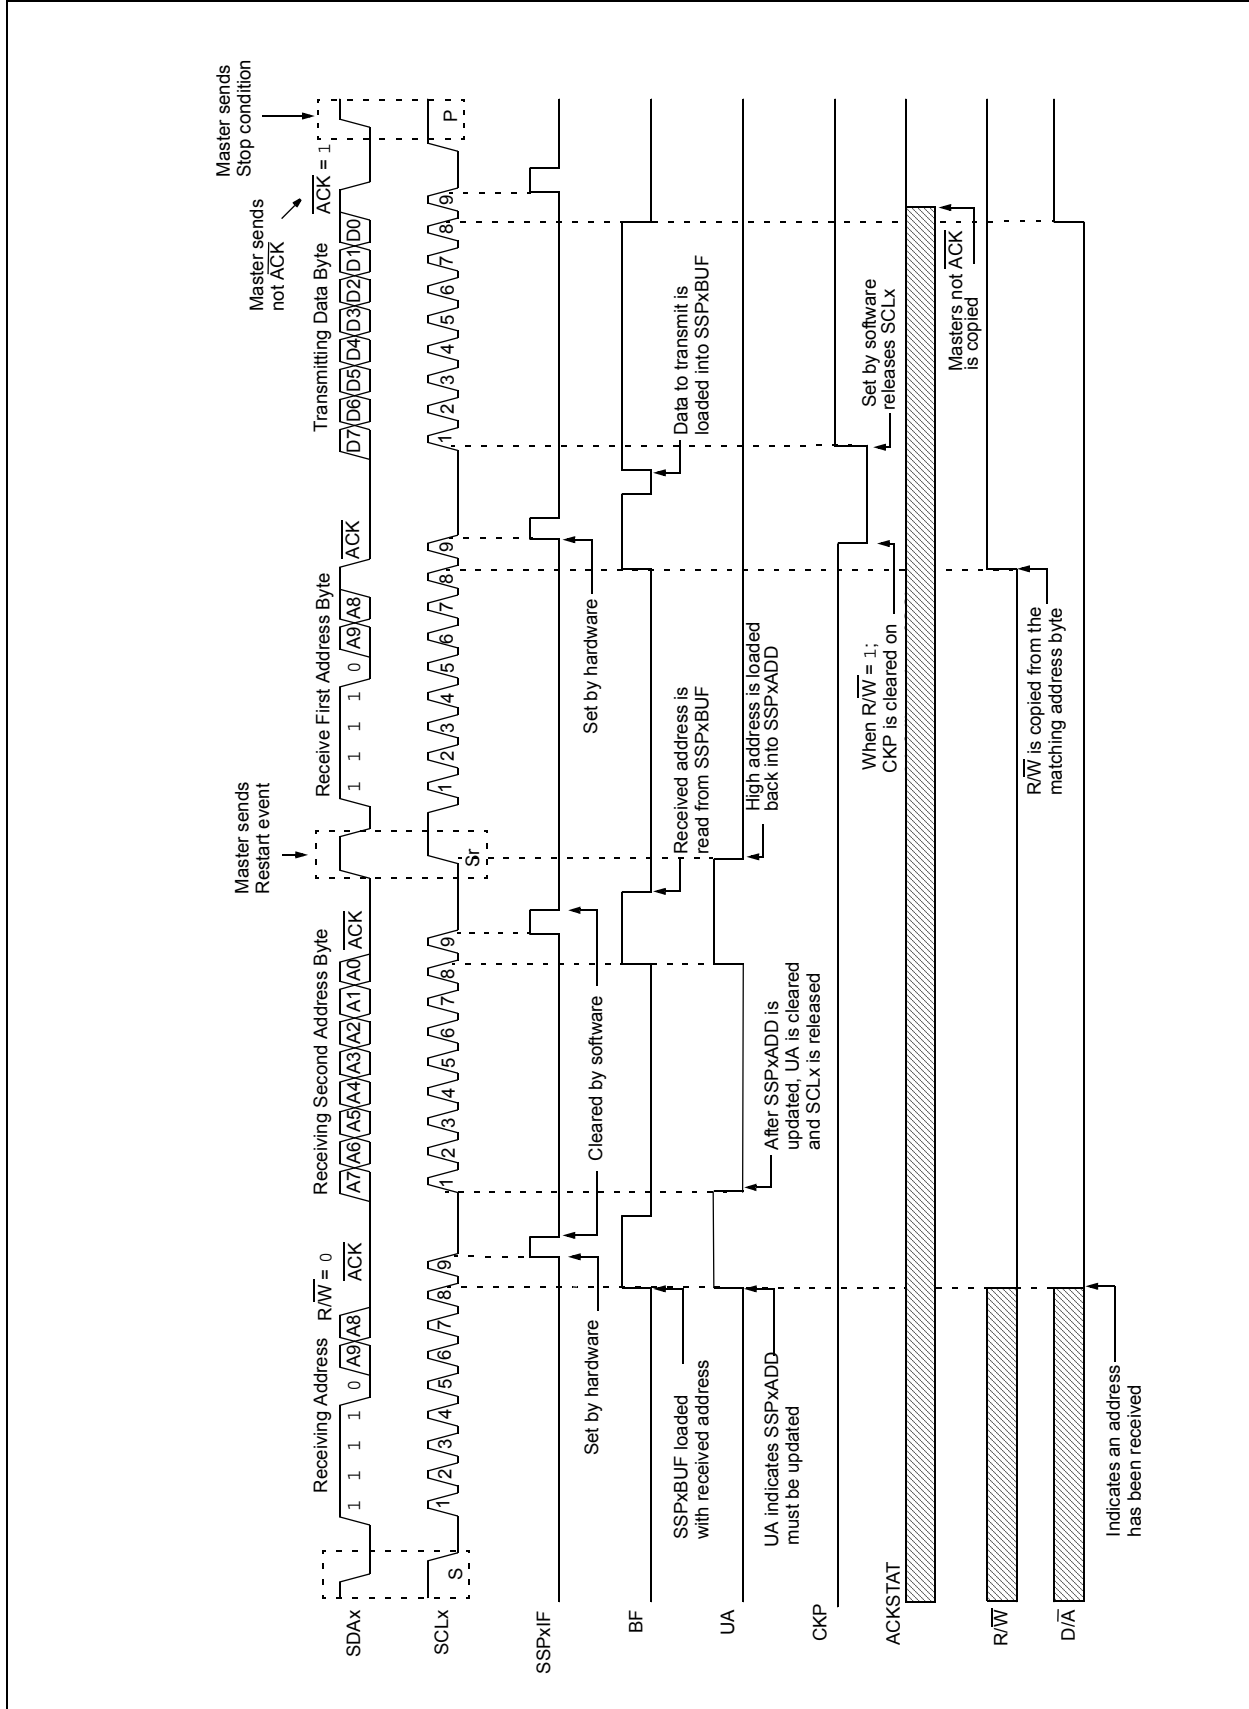 Master sends
Stop condition
Master sends
not ACK
Master sends
Restart event
Receiving Address R/W = 0
Receiving Second Address Byte
Receive First Address Byte
Transmitting Data Byte ACK = 1
SDAx
1 1 1 1 0 A9 A8 ACK
A7 A6 A5 A4 A3 A2 A1 A0 ACK
1 1 1 1 0 A9 A8 ACK
D7 D6 D5 D4 D3 D2 D1 D0
SCLx
S 1 2 3 4 5 6 7 8 9
1 2 3 4 5 6 7 8 9 Sr
1 2 3 4 5 6 7 8 9
1 2 3 4 5 6 7 8 9 P
SSPxIF
Set by hardware
Cleared by software
Set by hardware
BF
SSPxBUF loaded
with received address
Received address is
read from SSPxBUF
Data to transmit is
loaded into SSPxBUF
UA
UA indicates SSPxADD
must be updated
After SSPxADD is
updated, UA is cleared
and SCLx is released
High address is loaded
back into SSPxADD
CKP
When R/W = 1;
CKP is cleared on
Set by software
releases SCLx
ACKSTAT
Masters not ACK
is copied
R/W
R/W is copied from the
matching address byte
D/A
Indicates an address
has been received